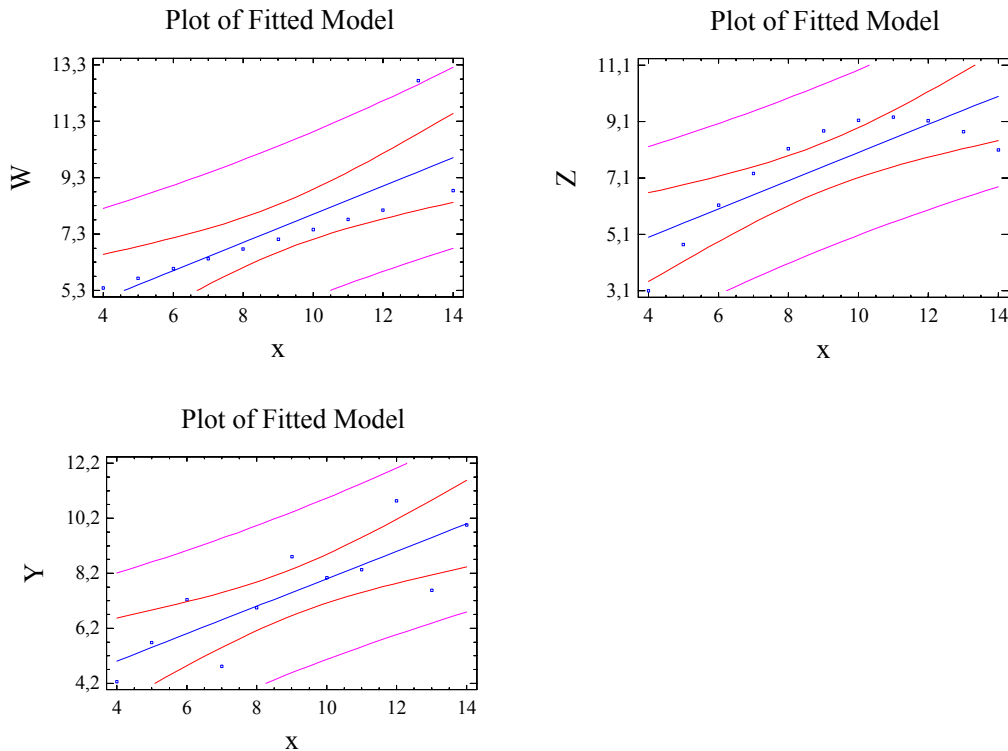 Plot of Fitted Model
13,3
11,3
9,3
7,3
5,3
W
4 6 8 10 12 14
x
Plot of Fitted Model
11,1
9,1
7,1
5,1
3,1
Z
4 6 8 10 12 14
x
Plot of Fitted Model
12,2
10,2
8,2
6,2
4,2
Y
4 6 8 10 12 14
x